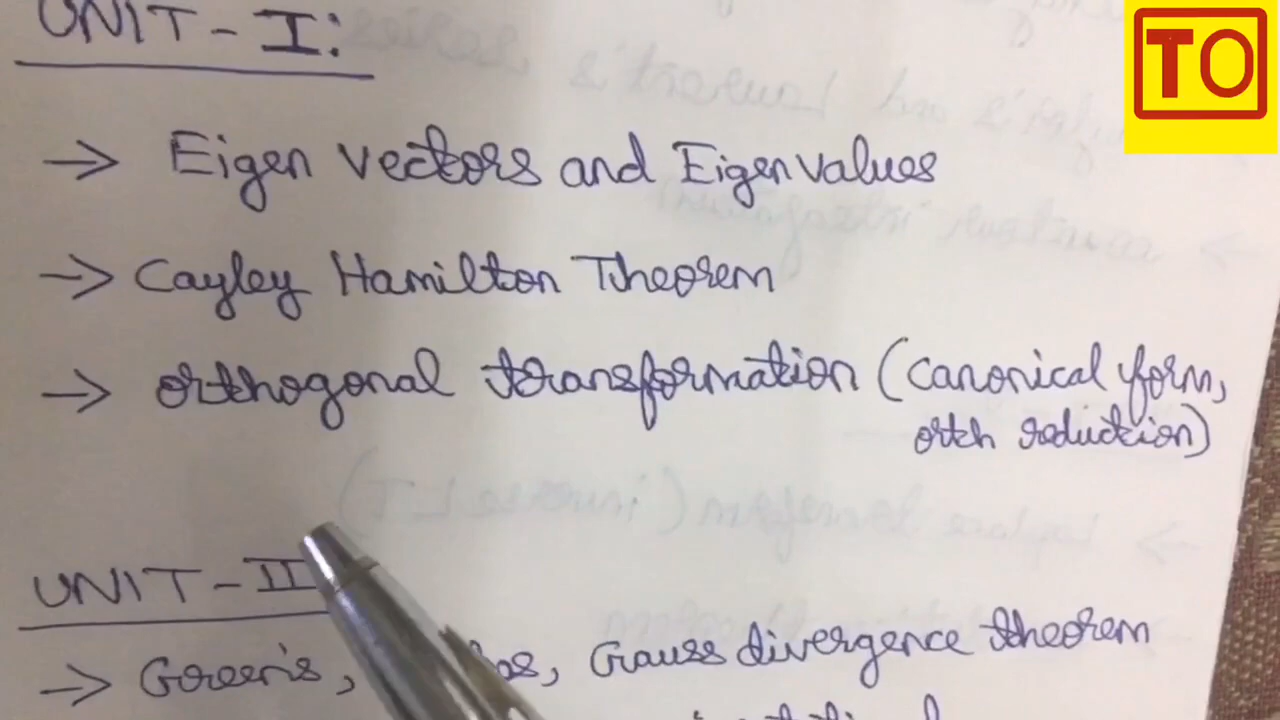 UNIT - I:
TO
→ Eigen vectors and Eigen values
→ Cayley Hamilton Theorem
→ orthogonal transformation (canonical form,
orth reduction)
UNIT - II
→ Green's, Gauss divergence theorem